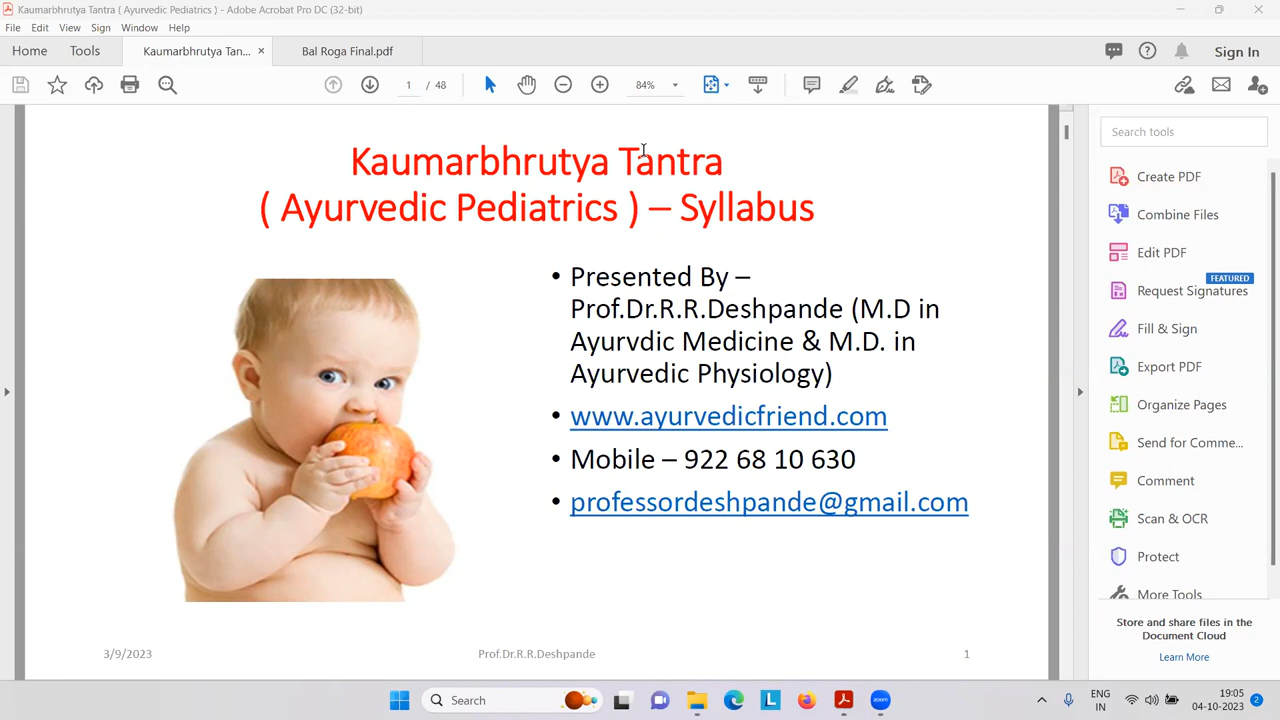 Kaumarbhrutya Tantra ( Ayurvedic Pediatrics ) - Adobe Acrobat Pro DC (32-bit)
File Edit View Sign Window Help
Home Tools Kaumarbhrutya Tan... × Bal Roga Final.pdf Sign In
1 / 48 84%
Kaumarbhrutya Tantra
( Ayurvedic Pediatrics ) – Syllabus
• Presented By –
Prof.Dr.R.R.Deshpande (M.D in
Ayurvdic Medicine & M.D. in
Ayurvedic Physiology)
• www.ayurvedicfriend.com
• Mobile – 922 68 10 630
• professordeshpande@gmail.com
3/9/2023 Prof.Dr.R.R.Deshpande 1
Search tools
Create PDF
Combine Files
Edit PDF
FEATURED
Request Signatures
Fill & Sign
Export PDF
Organize Pages
Send for Comme...
Comment
Scan & OCR
Protect
More Tools
Store and share files in the
Document Cloud
Learn More
Search
L
zoom
ENG
IN
19:05
04-10-2023
2